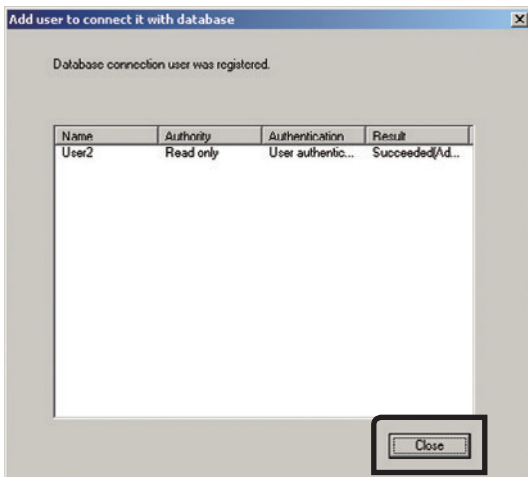 Add user to connect it with database
Database connection user was registered.
Name Authority Authentication Result
User2 Read only User authentic... Succeeded(Ad...
Close